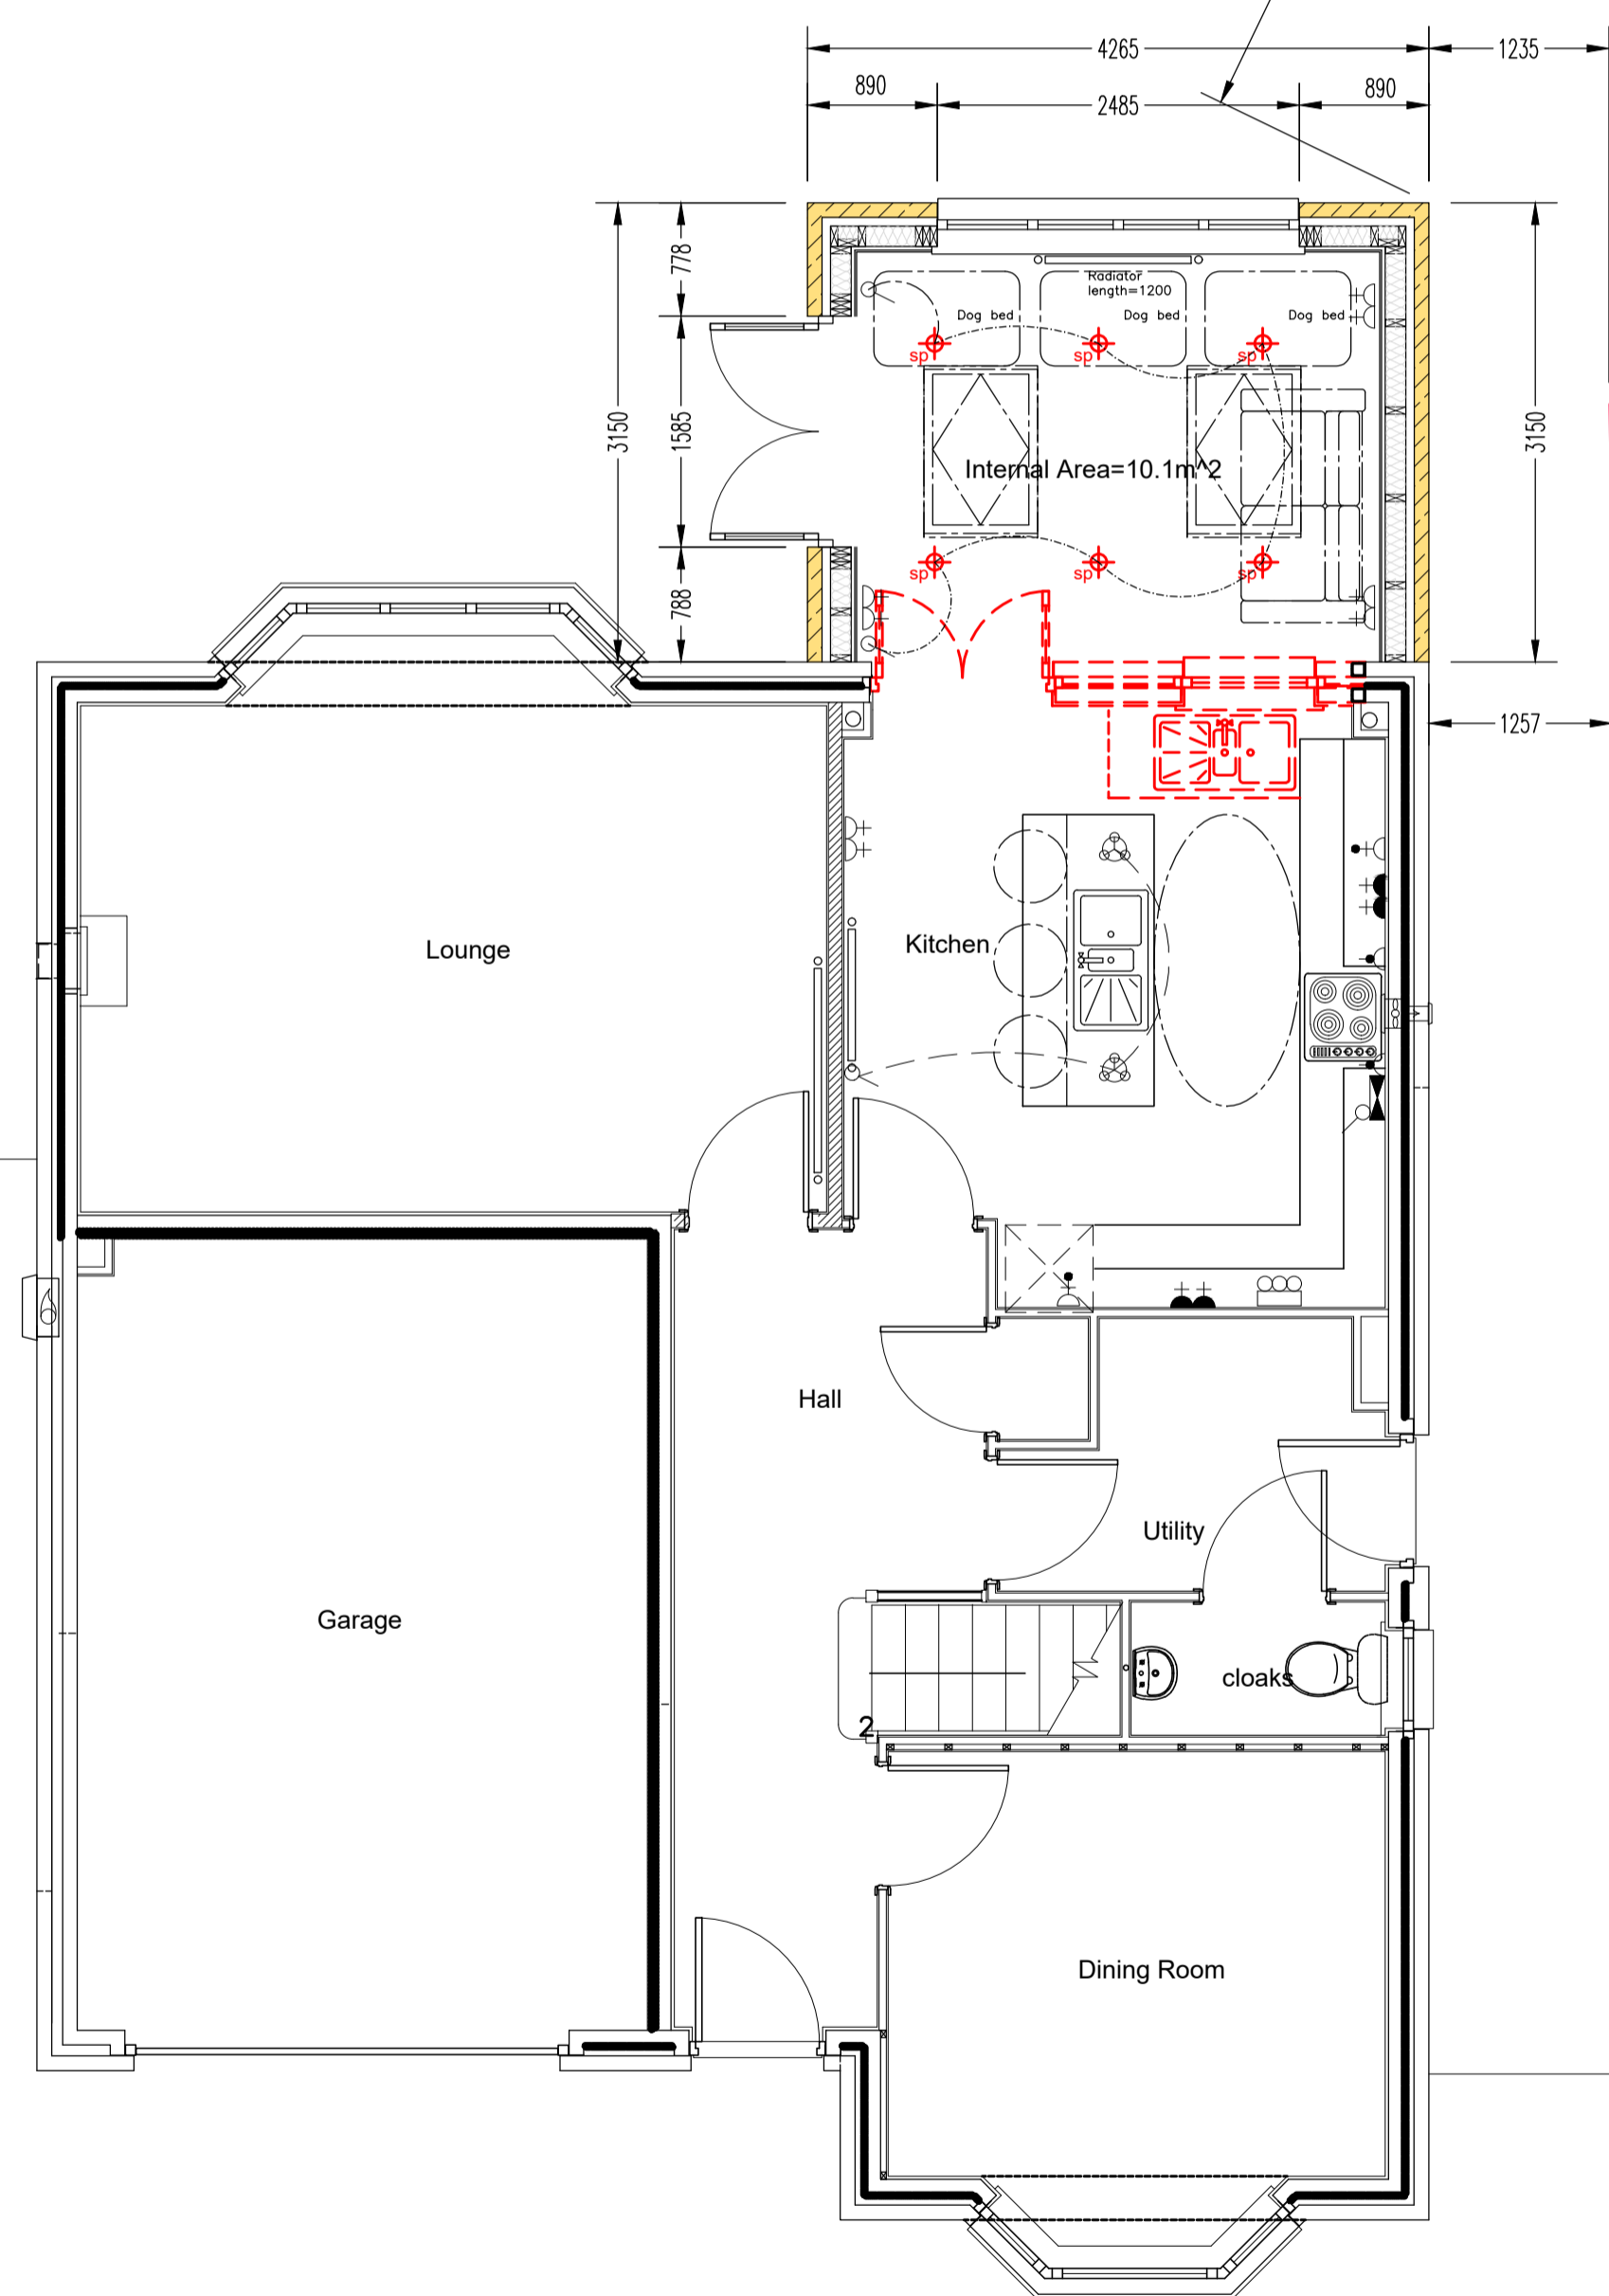 4265
1235
890
2485
890
778
Radiator
length=1200
Dog bed
Dog bed
Dog bed
sp
sp
sp
3150
1585
3150
Internal Area=10.1m^2
sp
sp
sp
788
1257
Lounge
Kitchen
Hall
Utility
Garage
cloaks
2
Dining Room